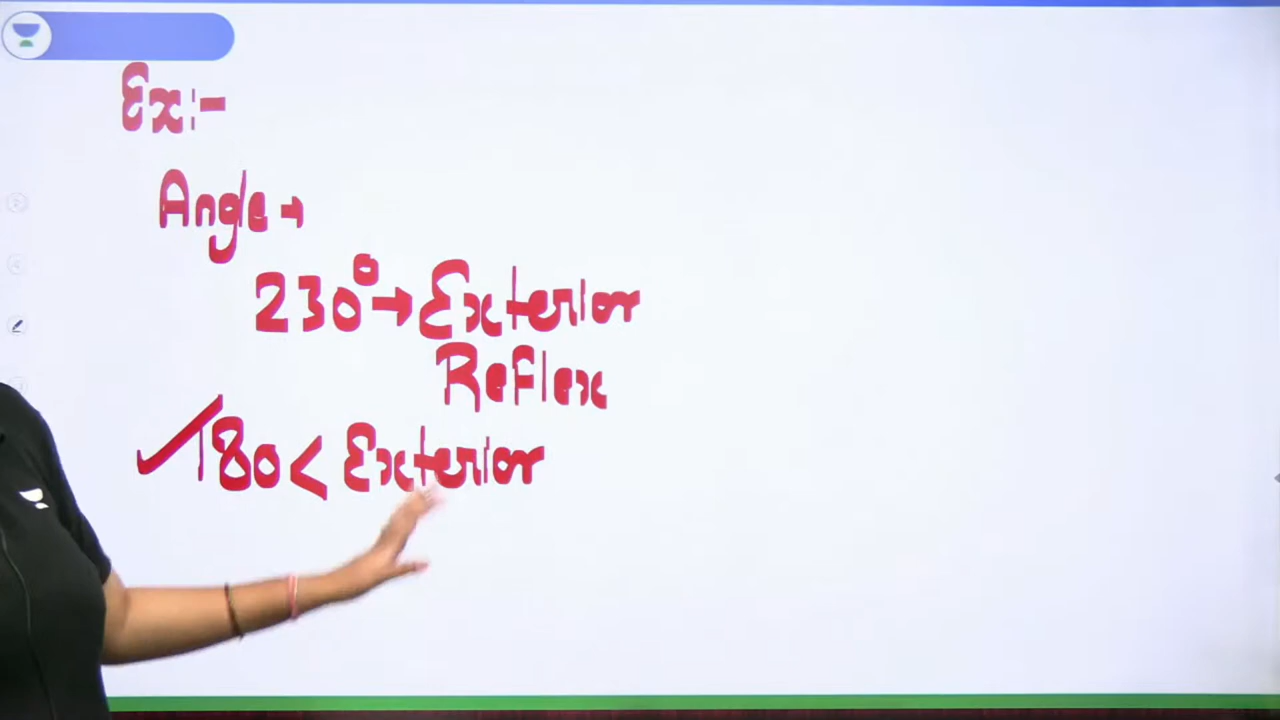 Ex:-
Angle →
230° → Exterior
Reflex
✓ 180 < Exterior